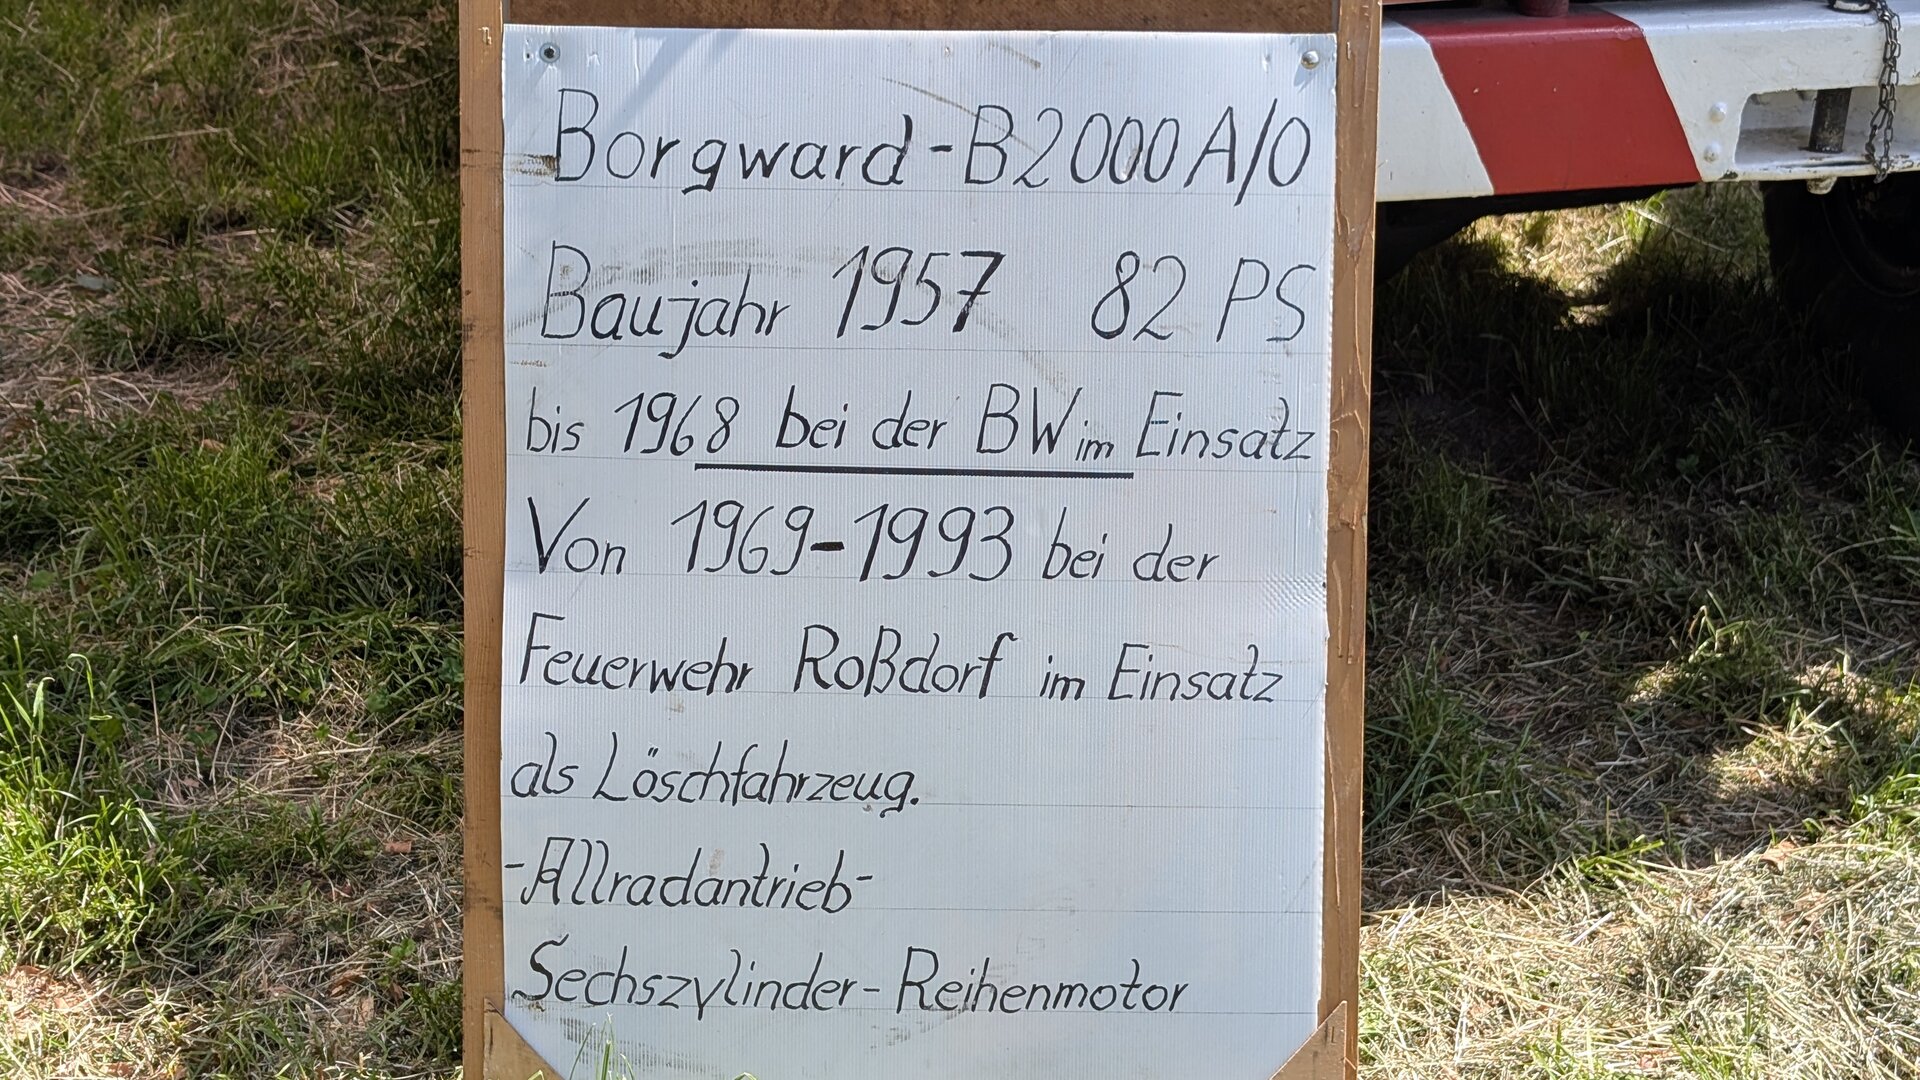 Borgward - B2000 A/O
Baujahr 1957 82 PS
bis 1968 bei der BW im Einsatz
Von 1969-1993 bei der
Feuerwehr Roßdorf im Einsatz
als Löschfahrzeug.
-Allradantrieb-
Sechszylinder-Reihenmotor